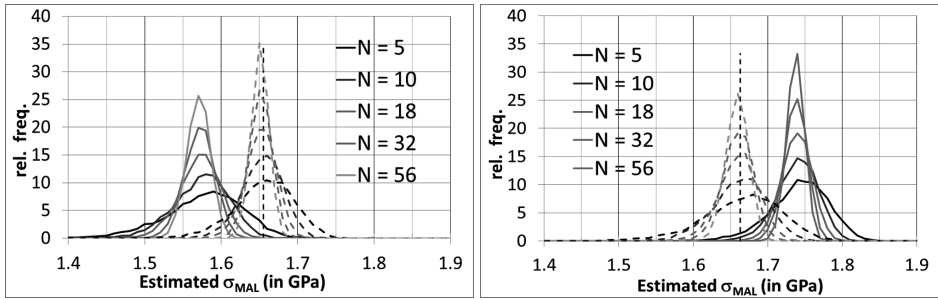 40
35
30
25
20
15
10
5
0
rel. freq.
N = 5
N = 10
N = 18
N = 32
N = 56
1.4 1.5 1.6 1.7 1.8 1.9
Estimated σMAL (in GPa)
40
35
30
25
20
15
10
5
0
rel. freq.
N = 5
N = 10
N = 18
N = 32
N = 56
1.4 1.5 1.6 1.7 1.8 1.9
Estimated σMAL (in GPa)